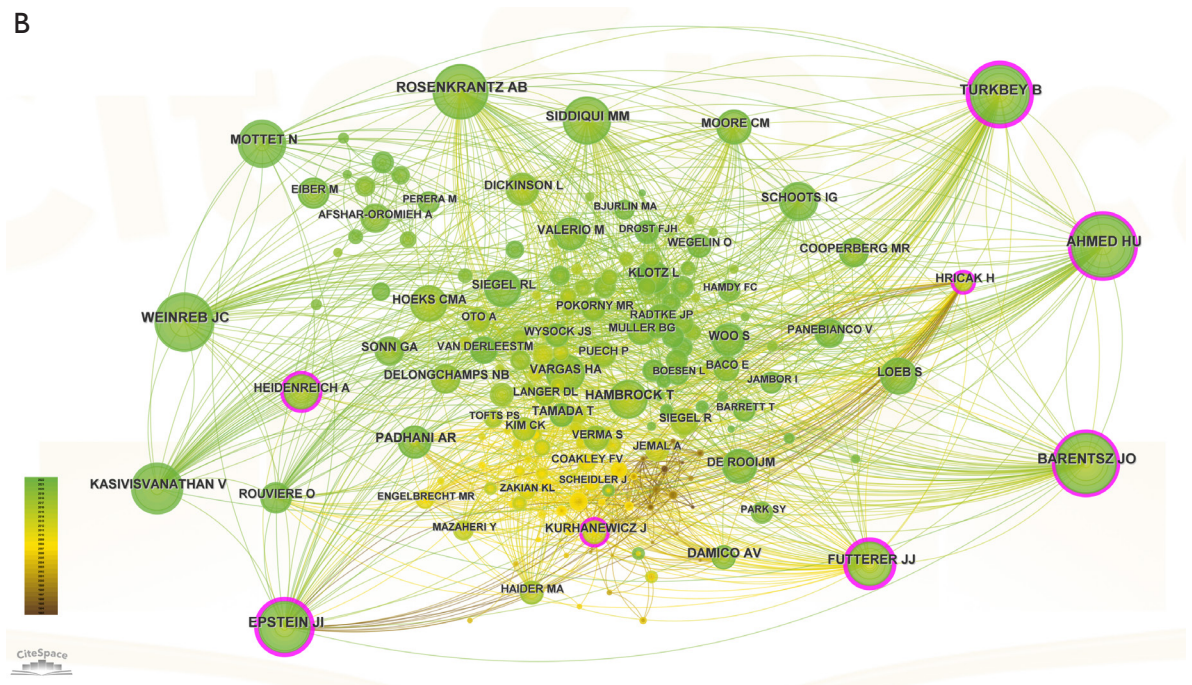 B
ROSENKRANTZ AB
TURKBEY B
SIDDIQUI MM
MOORE CM
MOTTET N
EIBER M
DICKINSON L
PERERA M
BJURLIN MA
SCHOOTS IG
AFSHAR-OROMIEH A
VALERIO M
DROST FJH
WEGELIN O
COOPERBERG MR
AHMED HU
KLOTZ L
HRICAK H
SIEGEL RL
HAMDY FC
HOEKS CMA
POKORNY MR
OTO A
RADTKE JP
WEINREB JC
WYSOCK JS
MULLER BG
PANEBIANCO V
WOO S
SONN GA
VAN DERLEESTM
PUECH P
VARGAS HA
BOESEN L
BACO E
LOEB S
DELONGCHAMPS NB
JAMBOR I
HEIDENREICH A
LANGER DL
HAMBROCK T
BARRETT T
TOFTS PS
TAMADA T
SIEGEL R
KIM CK
PADHANI AR
VERMA S
JEMAL A
COAKLEY FV
DE ROOIJM
BARENTSZ JO
SCHEIDLER J
KASIVISVANATHAN V
ROUVIERE O
ENGELBRECHT MR
ZAKIAN KL
PARK SY
MAZAHERI Y
KURHANEWICZ J
DAMICO AV
FUTTERER JJ
HAIDER MA
EPSTEIN JI
CiteSpace